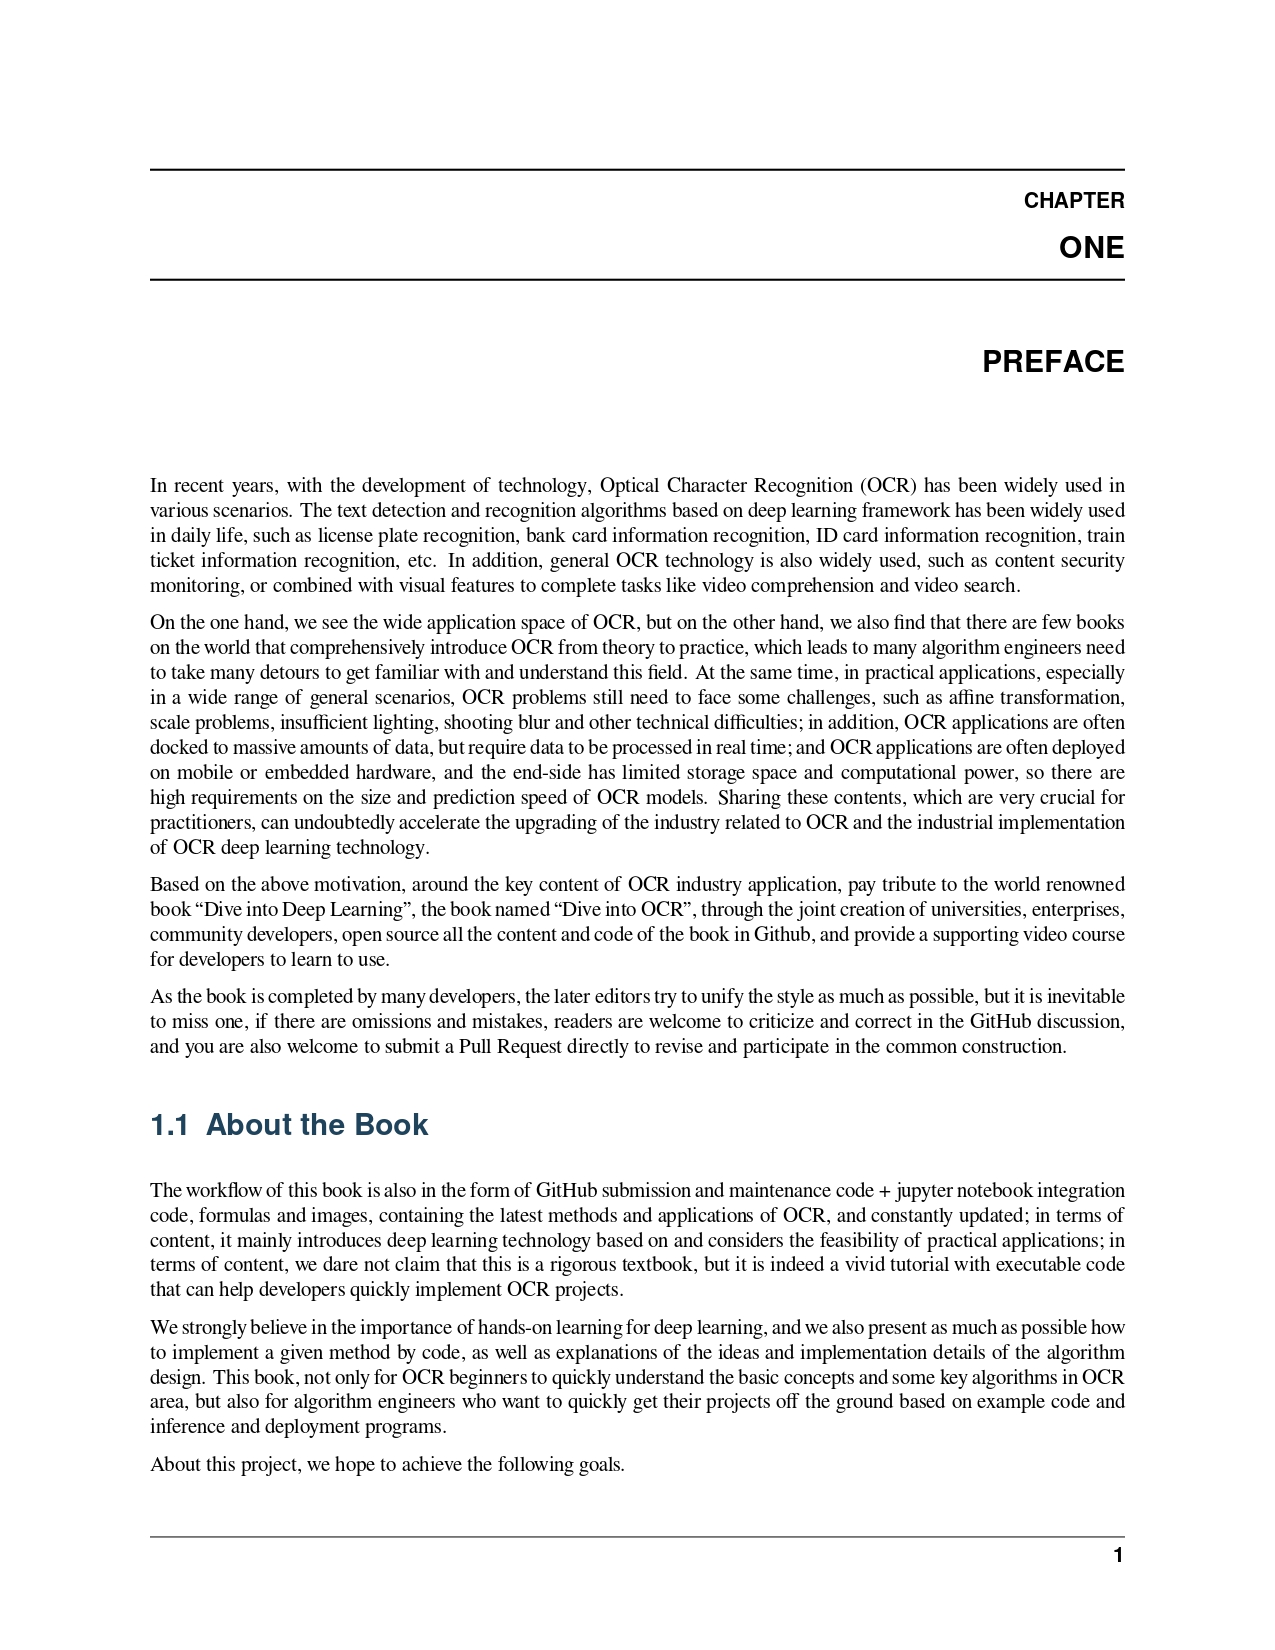 CHAPTER
ONE
PREFACE
In recent years, with the development of technology, Optical Character Recognition (OCR) has been widely used in
various scenarios. The text detection and recognition algorithms based on deep learning framework has been widely used
in daily life, such as license plate recognition, bank card information recognition, ID card information recognition, train
ticket information recognition, etc. In addition, general OCR technology is also widely used, such as content security
monitoring, or combined with visual features to complete tasks like video comprehension and video search.
On the one hand, we see the wide application space of OCR, but on the other hand, we also find that there are few books
on the world that comprehensively introduce OCR from theory to practice, which leads to many algorithm engineers need
to take many detours to get familiar with and understand this field. At the same time, in practical applications, especially
in a wide range of general scenarios, OCR problems still need to face some challenges, such as affine transformation,
scale problems, insufficient lighting, shooting blur and other technical difficulties; in addition, OCR applications are often
docked to massive amounts of data, but require data to be processed in real time; and OCR applications are often deployed
on mobile or embedded hardware, and the end-side has limited storage space and computational power, so there are
high requirements on the size and prediction speed of OCR models. Sharing these contents, which are very crucial for
practitioners, can undoubtedly accelerate the upgrading of the industry related to OCR and the industrial implementation
of OCR deep learning technology.
Based on the above motivation, around the key content of OCR industry application, pay tribute to the world renowned
book “Dive into Deep Learning”, the book named “Dive into OCR”, through the joint creation of universities, enterprises,
community developers, open source all the content and code of the book in Github, and provide a supporting video course
for developers to learn to use.
As the book is completed by many developers, the later editors try to unify the style as much as possible, but it is inevitable
to miss one, if there are omissions and mistakes, readers are welcome to criticize and correct in the GitHub discussion,
and you are also welcome to submit a Pull Request directly to revise and participate in the common construction.
1.1 About the Book
The workflow of this book is also in the form of GitHub submission and maintenance code + jupyter notebook integration
code, formulas and images, containing the latest methods and applications of OCR, and constantly updated; in terms of
content, it mainly introduces deep learning technology based on and considers the feasibility of practical applications; in
terms of content, we dare not claim that this is a rigorous textbook, but it is indeed a vivid tutorial with executable code
that can help developers quickly implement OCR projects.
We strongly believe in the importance of hands-on learning for deep learning, and we also present as much as possible how
to implement a given method by code, as well as explanations of the ideas and implementation details of the algorithm
design. This book, not only for OCR beginners to quickly understand the basic concepts and some key algorithms in OCR
area, but also for algorithm engineers who want to quickly get their projects off the ground based on example code and
inference and deployment programs.
About this project, we hope to achieve the following goals.
1